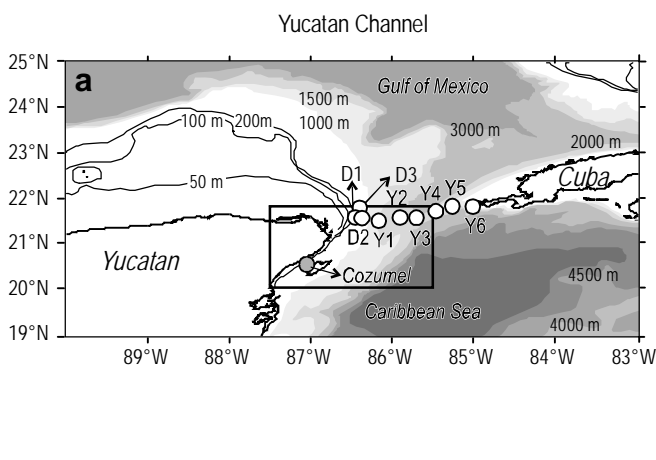 Yucatan Channel
25°N
a
Gulf of Mexico
1500 m
24°N
100 m
200m
1000 m
3000 m
2000 m
23°N
D1
D3
50 m
Y2
Y4
Y5
Cuba
22°N
D2
Y1
Y3
Y6
21°N
Yucatan
Cozumel
4500 m
20°N
Caribbean Sea
4000 m
19°N
89°W
88°W
87°W
86°W
85°W
84°W
83°W